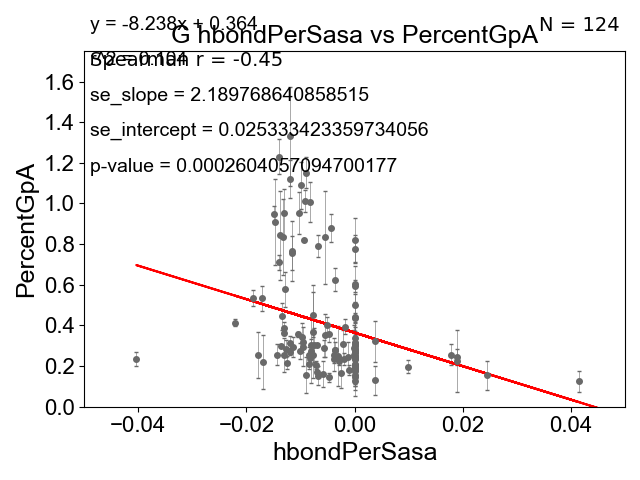 y = -8.238x + 0.364
N = 124
G hbondPerSasa vs PercentGpA
Spearman r = -0.45
se_slope = 2.189768640858515
se_intercept = 0.025333423359734056
p-value = 0.0002604057094700177
1.6
1.4
1.2
1.0
0.8
0.6
0.4
0.2
0.0
PercentGpA
−0.04 −0.02 0.00 0.02 0.04
hbondPerSasa